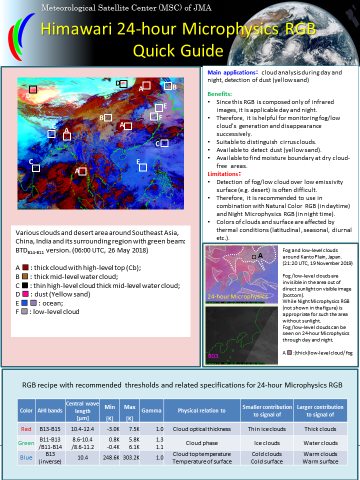 Meteorological Satellite Center (MSC) of JMA
Himawari 24-hour Microphysics RGB
Quick Guide
D
A
B
E
B
F
A
A
C
C
E
A
Various clouds and desert area around Southeast Asia,
China, India and its surrounding region with green beam:
BTD B13-B11 version. (06:00 UTC, 26 May 2018)
A : thick cloud with high-level top (Cb);
B : thick mid-level water cloud;
C : thin high-level cloud thick mid-level water cloud;
D : dust (Yellow sand)
E : ocean;
F : low-level cloud
Main applications: cloud analysis during day and
night, detection of dust (yellow sand)
Benefits:
• Since this RGB is composed only of infrared
images, it is applicable day and night.
• Therefore, it is helpful for monitoring fog/low
cloud's generation and disappearance
successively.
• Suitable to distinguish cirrus clouds.
• Available to detect dust (yellow sand).
• Available to find moisture boundary at dry cloud-
free areas.
Limitations:
• Detection of fog/low cloud over low emissivity
surface (e.g. desert) is often difficult.
• Therefore, it is recommended to use in
combination with Natural Color RGB (in daytime)
and Night Microphysics RGB (in night time).
• Colors of clouds and surface are affected by
thermal conditions (latitudinal, seasonal, diurnal
etc.).
A
24-hour Microphysics
B03
Fog and low-level clouds
around Kanto Plain, Japan.
(21:20 UTC, 19 November 2018)
Fog /low-level clouds are
invisible in the area out of
direct sunlight on visible image
(bottom).
While Night Microphysics RGB
(not shown in the figure) is
appropriate for such the area
without sunlight.
Fog /low-level clouds can be
seen on 24-hour Microphysics
through day and night.
A : (thick) low-level cloud/fog
RGB recipe with recommended thresholds and related specifications for 24-hour Microphysics RGB
Color AHI bands Central wave length [μm] Min [K] Max [K] Gamma Physical relation to Smaller contribution to signal of Larger contribution to signal of
Red B13-B15 10.4-12.4 -3.0K 7.5K 1.0 Cloud optical thickness Thin ice clouds Thick clouds
Green B11-B13 /B11-B14 8.6-10.4 /8.6-11.2 0.8K -0.4K 5.8K 6.1K 1.3 1.1 Cloud phase Ice clouds Water clouds
Blue B13 (inverse) 10.4 248.6K 303.2K 1.0 Cloud top temperature Temperature of surface Cold clouds Cold surface Warm clouds Warm surface